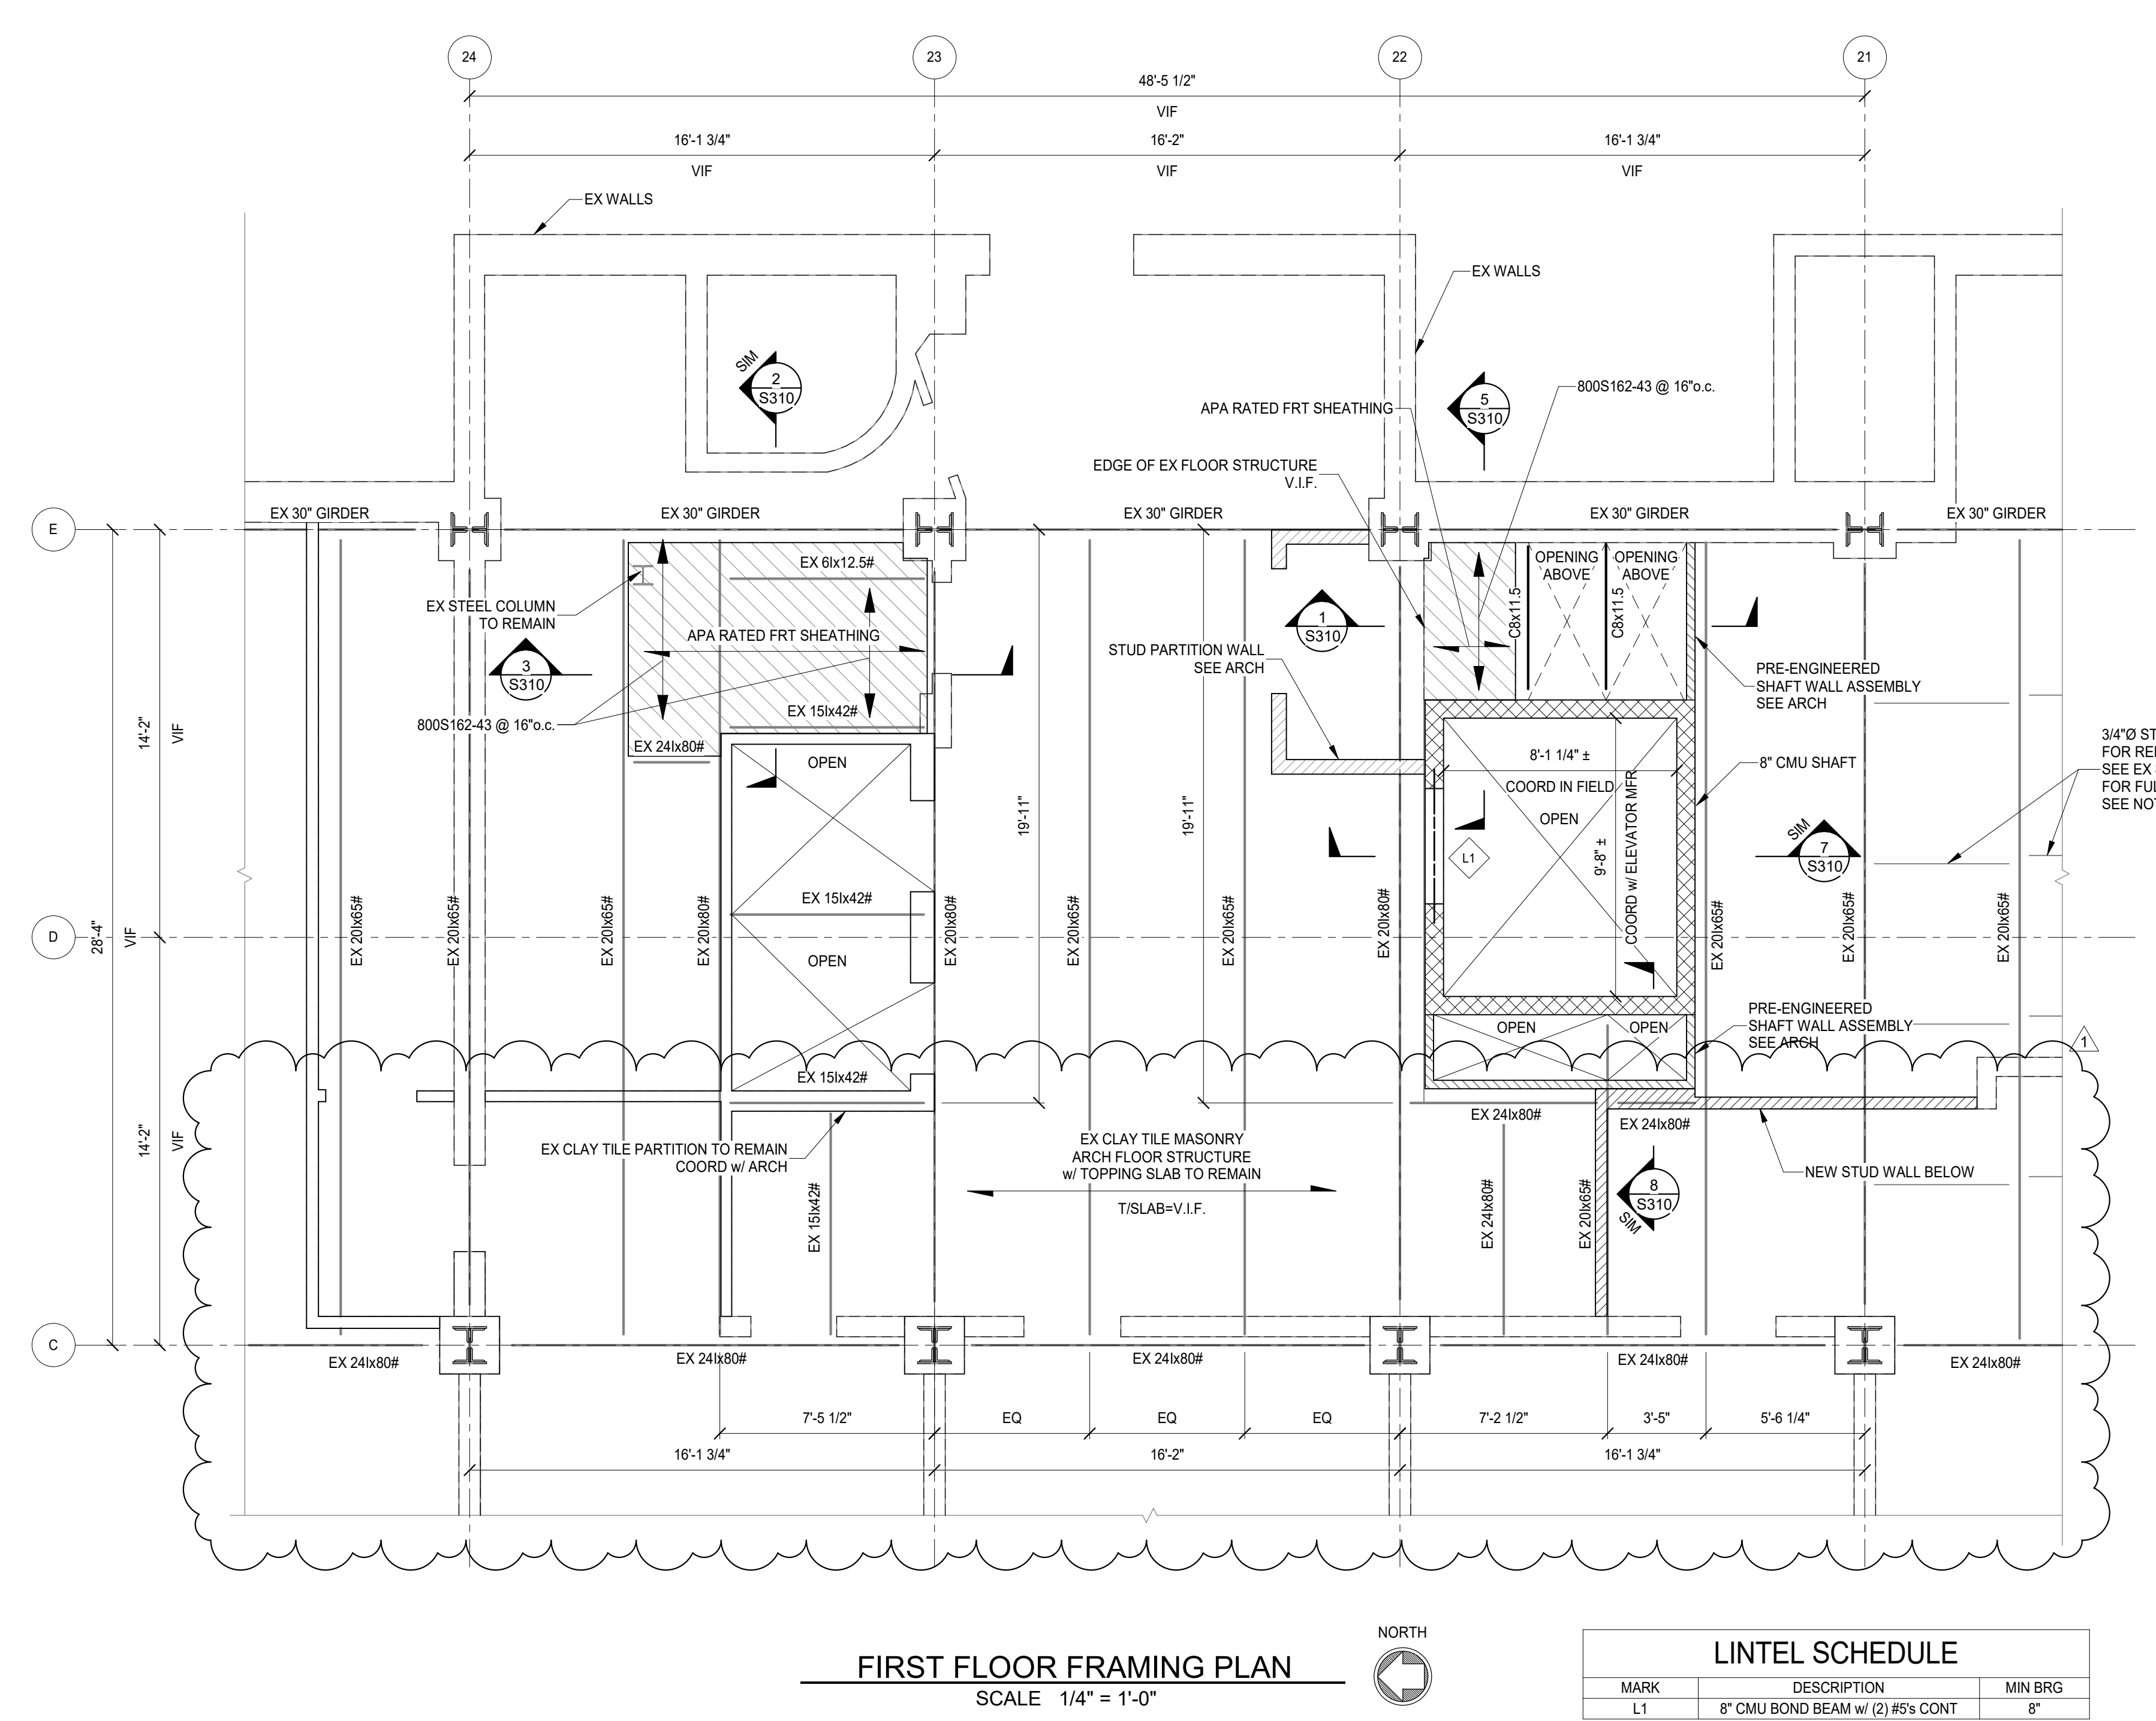 24
23
22
21
48'-5 1/2"
VIF
16'-1 3/4"
16'-2"
16'-1 3/4"
VIF
VIF
VIF
EX WALLS
EX WALLS
SIM
2
S310
5
S310
800S162-43 @ 16"o.c.
APA RATED FRT SHEATHING
EDGE OF EX FLOOR STRUCTURE
V.I.F.
E
EX 30" GIRDER
EX 30" GIRDER
EX 30" GIRDER
EX 30" GIRDER
EX 30" GIRDER
EX 6Ix12.5#
OPENING
ABOVE
OPENING
ABOVE
C8x11.5
C8x11.5
EX STEEL COLUMN
TO REMAIN
APA RATED FRT SHEATHING
1
S310
3
S310
STUD PARTITION WALL
SEE ARCH
PRE-ENGINEERED
SHAFT WALL ASSEMBLY
SEE ARCH
EX 15Ix42#
800S162-43 @ 16"o.c.
EX 24Ix80#
14'-2"
VIF
OPEN
8'-1 1/4" ±
COORD IN FIELD
OPEN
9'-8" ±
COORD w/ ELEVATOR MFR
8" CMU SHAFT
3/4"Ø ST
FOR REI
SEE EX
FOR FUL
SEE NOT
19'-11"
19'-11"
L1
SIM
7
S310
EX 15Ix42#
D
28'-4"
VIF
EX 20Ix65#
EX 20Ix65#
EX 20Ix65#
EX 20Ix80#
EX 20Ix80#
EX 20Ix65#
EX 20Ix65#
EX 20Ix80#
EX 20Ix65#
EX 20Ix65#
EX 20Ix65#
OPEN
OPEN
OPEN
PRE-ENGINEERED
SHAFT WALL ASSEMBLY
SEE ARCH
1
EX 15Ix42#
EX 24Ix80#
EX 24Ix80#
14'-2"
VIF
EX CLAY TILE PARTITION TO REMAIN
COORD w/ ARCH
EX CLAY TILE MASONRY
ARCH FLOOR STRUCTURE
w/ TOPPING SLAB TO REMAIN
T/SLAB=V.I.F.
NEW STUD WALL BELOW
8
S310
SIM
EX 15Ix42#
EX 24Ix80#
EX 20Ix65#
C
EX 24Ix80#
EX 24Ix80#
EX 24Ix80#
EX 24Ix80#
EX 24Ix80#
7'-5 1/2"
EQ
EQ
EQ
7'-2 1/2"
3'-5"
5'-6 1/4"
16'-1 3/4"
16'-2"
16'-1 3/4"
FIRST FLOOR FRAMING PLAN
SCALE 1/4" = 1'-0"
NORTH
LINTEL SCHEDULE
MARK DESCRIPTION MIN BRG
L1 8" CMU BOND BEAM w/ (2) #5's CONT 8"